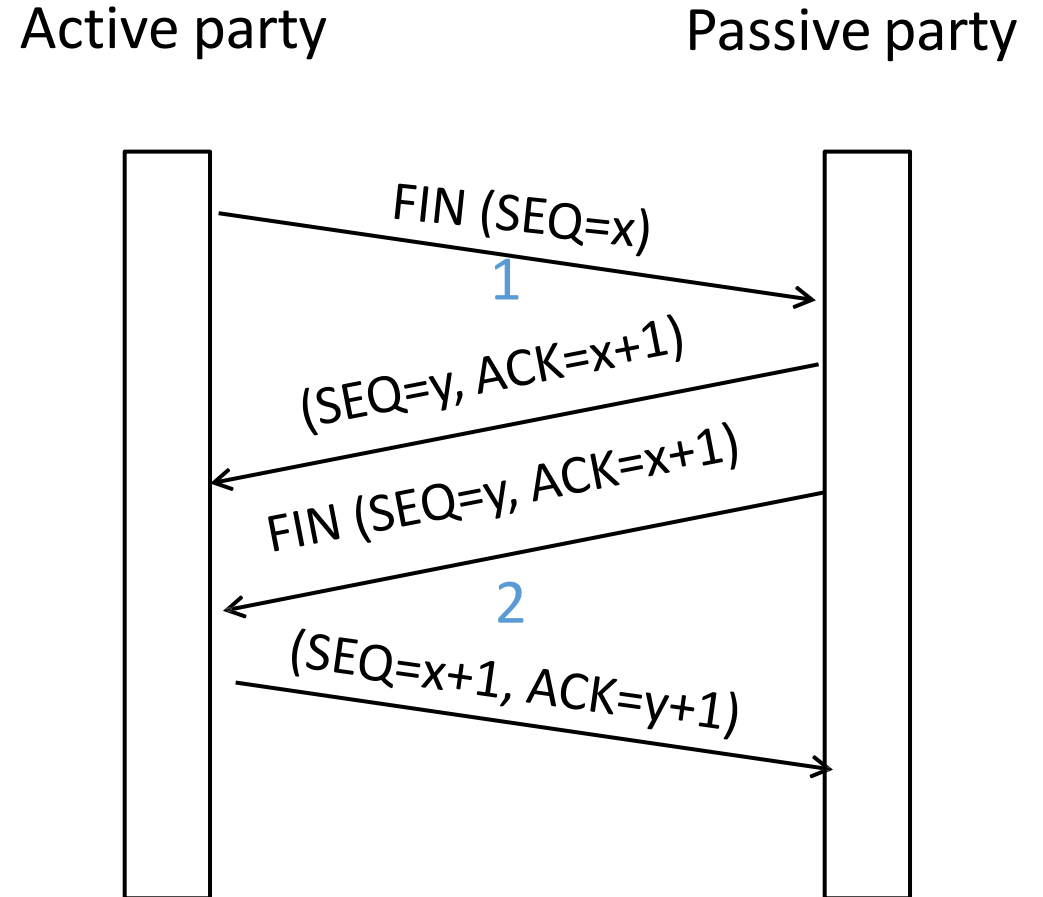 Active party
Passive party
FIN (SEQ=x)
1
(SEQ=y, ACK=x+1)
FIN (SEQ=y, ACK=x+1)
2
(SEQ=x+1, ACK=y+1)